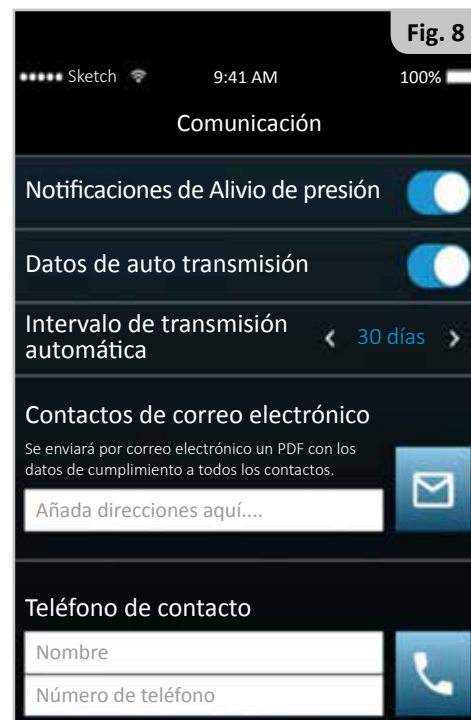 Fig. 8
Sketch 9:41 AM 100%
Comunicación
Notificaciones de Alivio de presión
Datos de auto transmisión
Intervalo de transmisión
automática
‹ 30 días ›
Contactos de correo electrónico
Se enviará por correo electrónico un PDF con los
datos de cumplimiento a todos los contactos.
Añada direcciones aquí....
Teléfono de contacto
Nombre
Número de teléfono